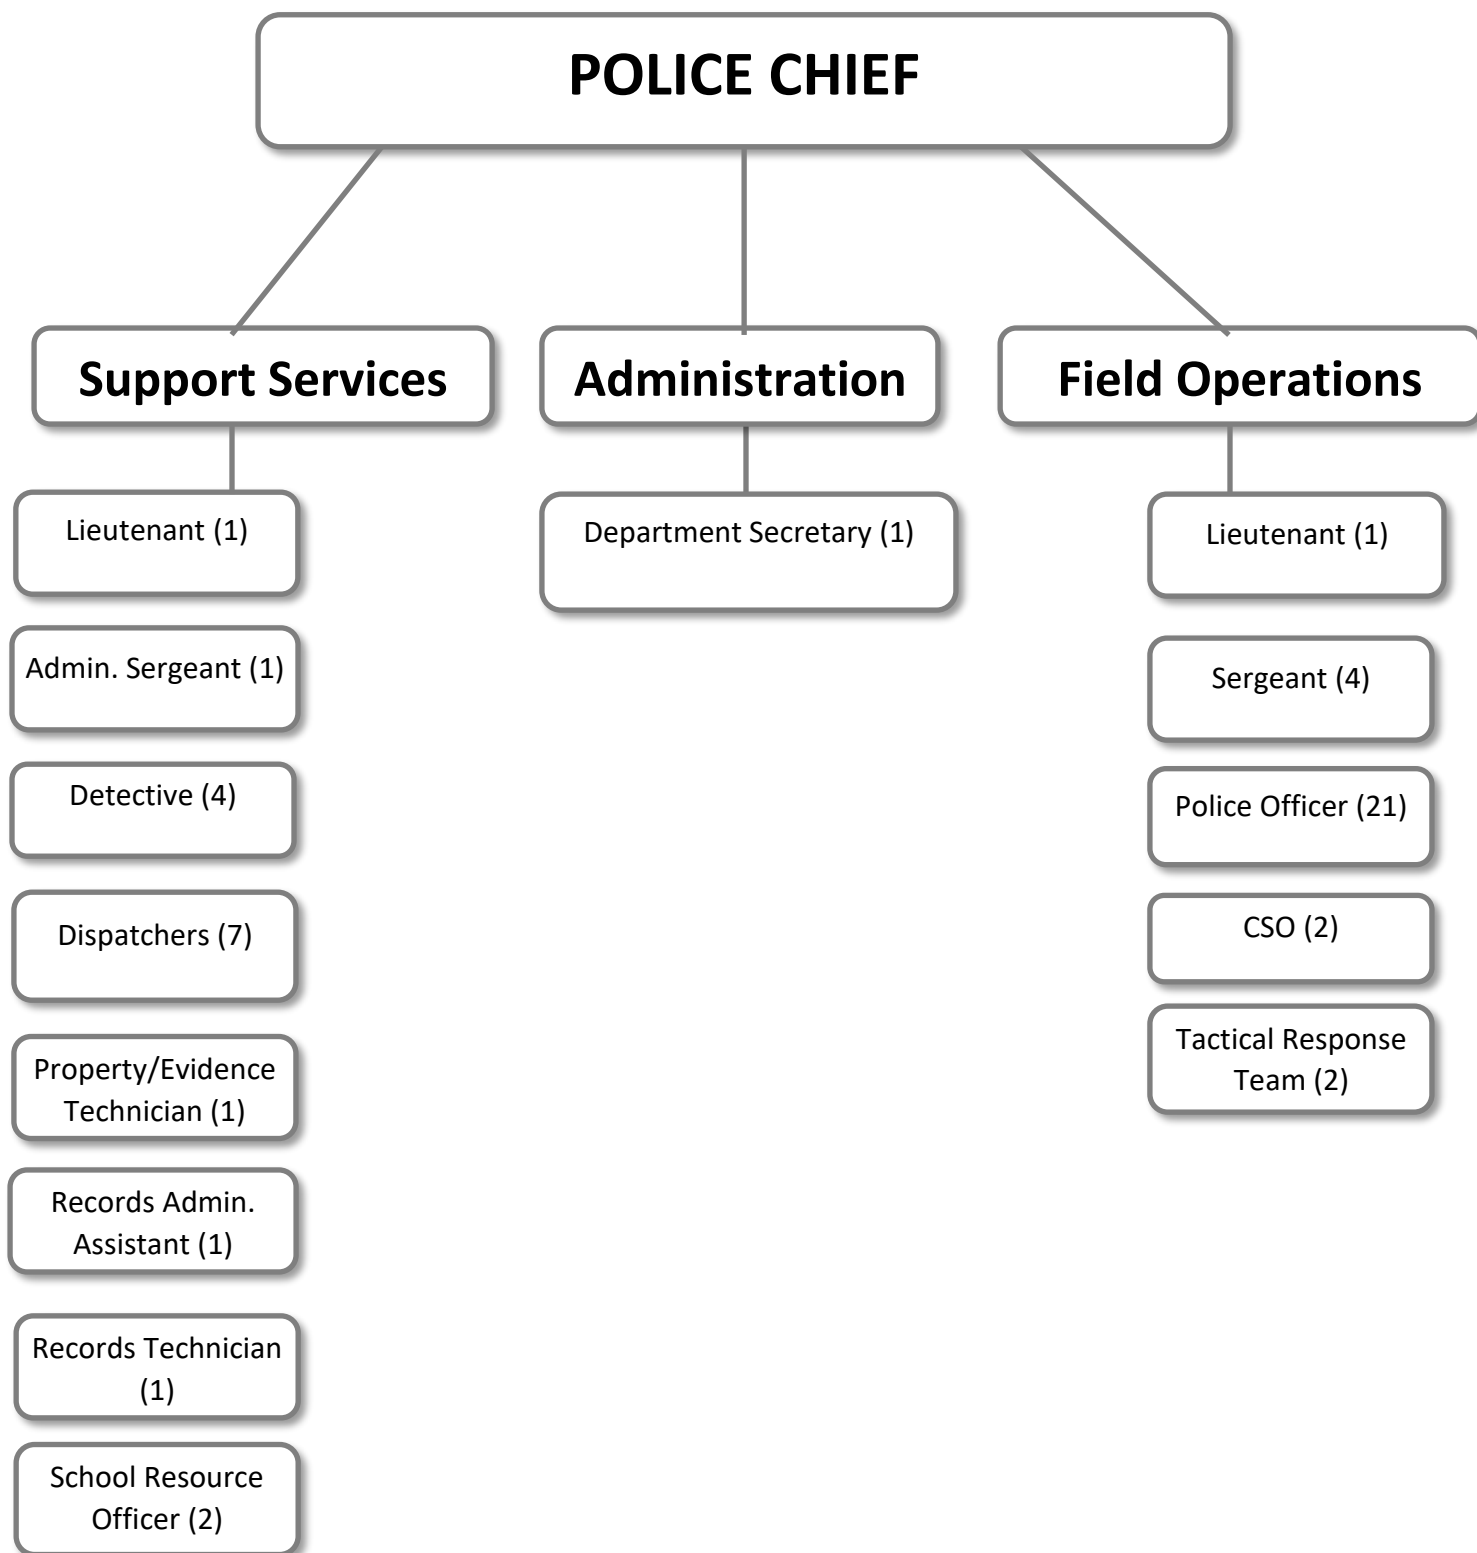 POLICE CHIEF
Support Services
Administration
Field Operations
Lieutenant (1)
Admin. Sergeant (1)
Detective (4)
Dispatchers (7)
Property/Evidence
Technician (1)
Records Admin.
Assistant (1)
Records Technician
(1)
School Resource
Officer (2)
Department Secretary (1)
Lieutenant (1)
Sergeant (4)
Police Officer (21)
CSO (2)
Tactical Response
Team (2)